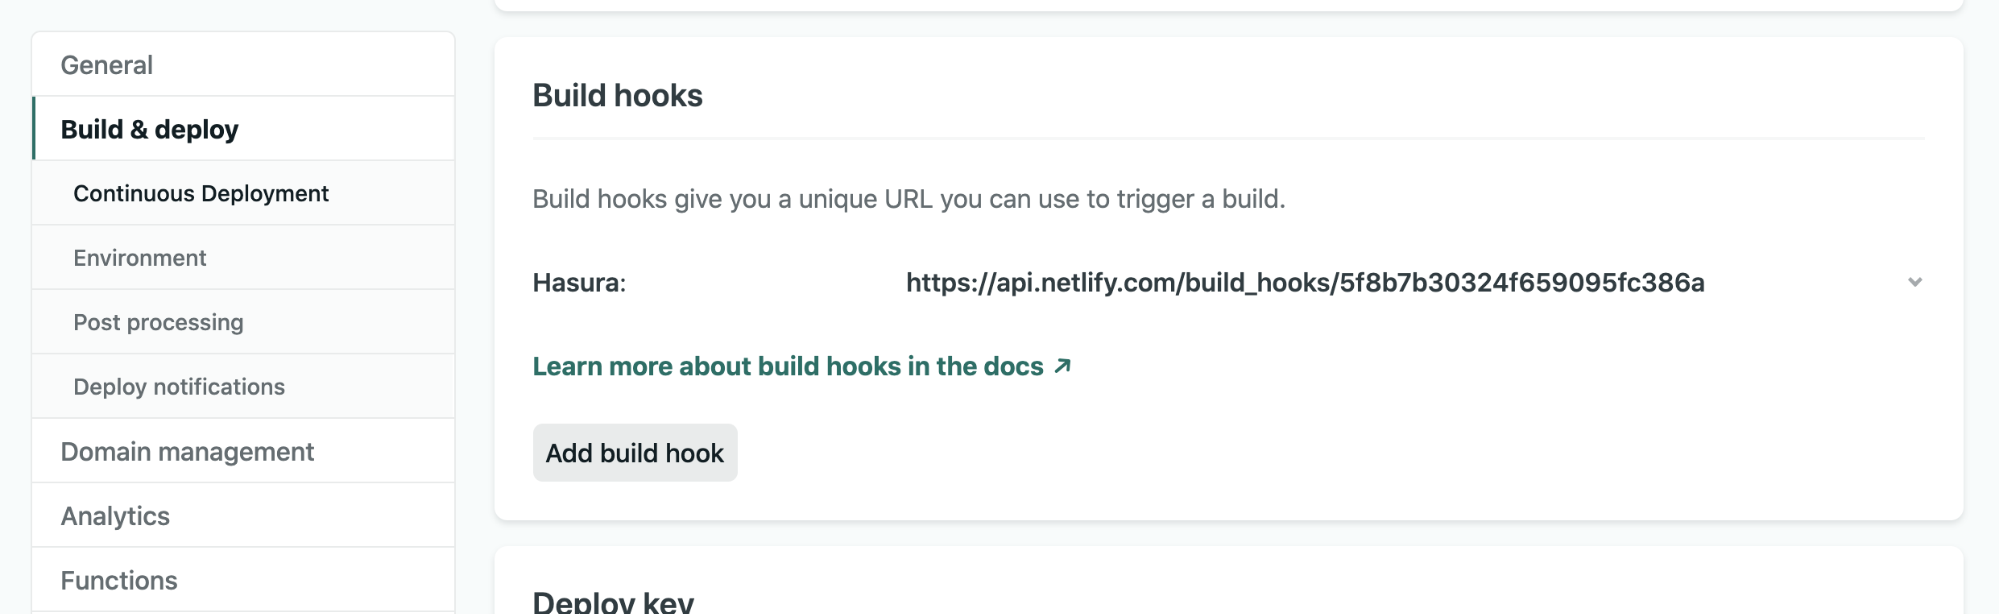 General
Build & deploy
Continuous Deployment
Environment
Post processing
Deploy notifications
Domain management
Analytics
Functions
Build hooks
Build hooks give you a unique URL you can use to trigger a build.
Hasura: https://api.netlify.com/build_hooks/5f8b7b30324f659095fc386a
Learn more about build hooks in the docs ↗
Add build hook
Deploy key